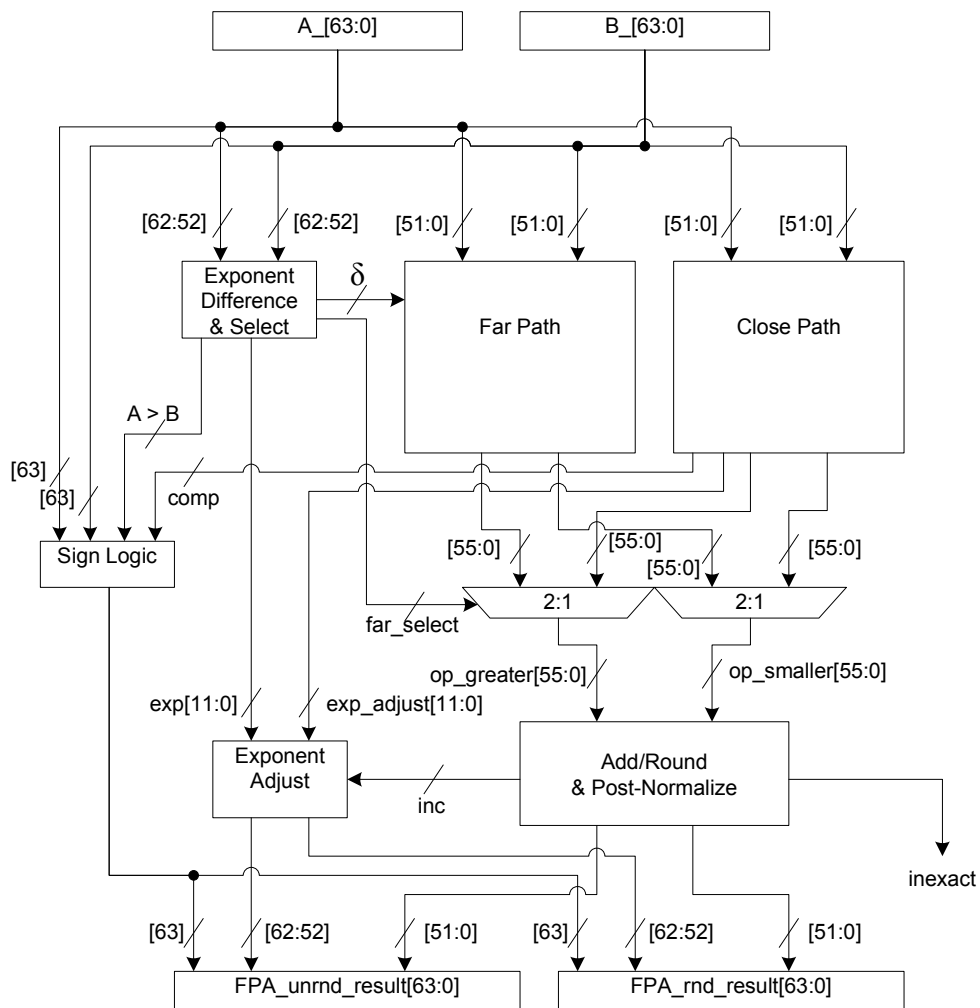 A_[63:0]
B_[63:0]
[62:52]
[62:52]
[51:0]
[51:0]
[51:0]
[51:0]
Exponent
Difference
& Select
δ
Far Path
Close Path
A > B
[63]
[63]
comp
Sign Logic
[55:0]
[55:0]
[55:0]
[55:0]
2:1
2:1
far_select
op_greater[55:0]
op_smaller[55:0]
exp[11:0]
exp_adjust[11:0]
Exponent
Adjust
inc
Add/Round
& Post-Normalize
inexact
[63]
[62:52]
[51:0]
[63]
[62:52]
[51:0]
FPA_unrnd_result[63:0]
FPA_rnd_result[63:0]